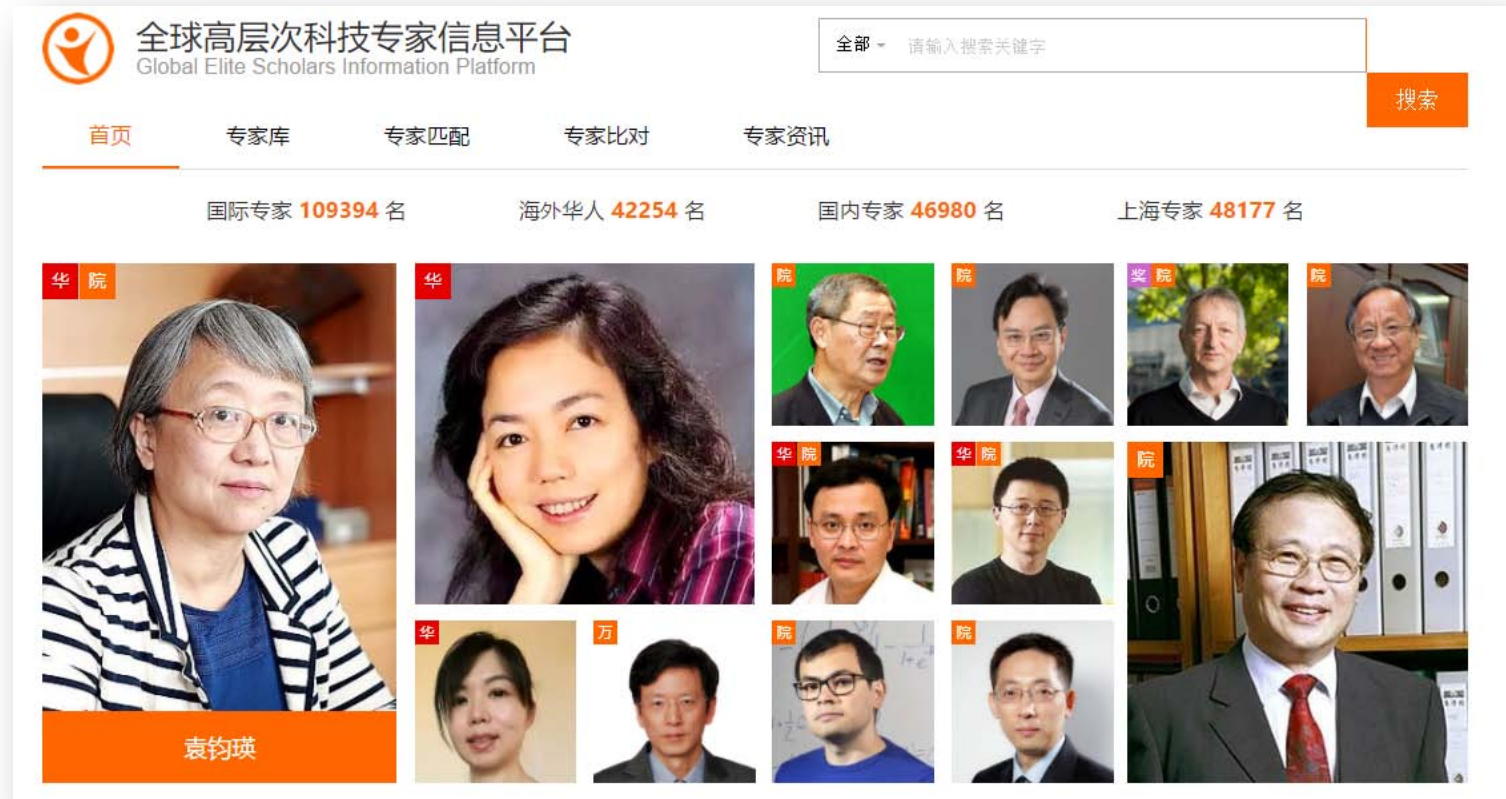 全球高层次科技专家信息平台
Global Elite Scholars Information Platform
全部
请输入搜索关键字
搜索
首页 专家库 专家匹配 专家比对 专家资讯
国际专家 109394 名 海外华人 42254 名 国内专家 46980 名 上海专家 48177 名
华 院
华
院
院
奖 院
院
华 院
华 院
院
华
万
院
院
袁钧瑛